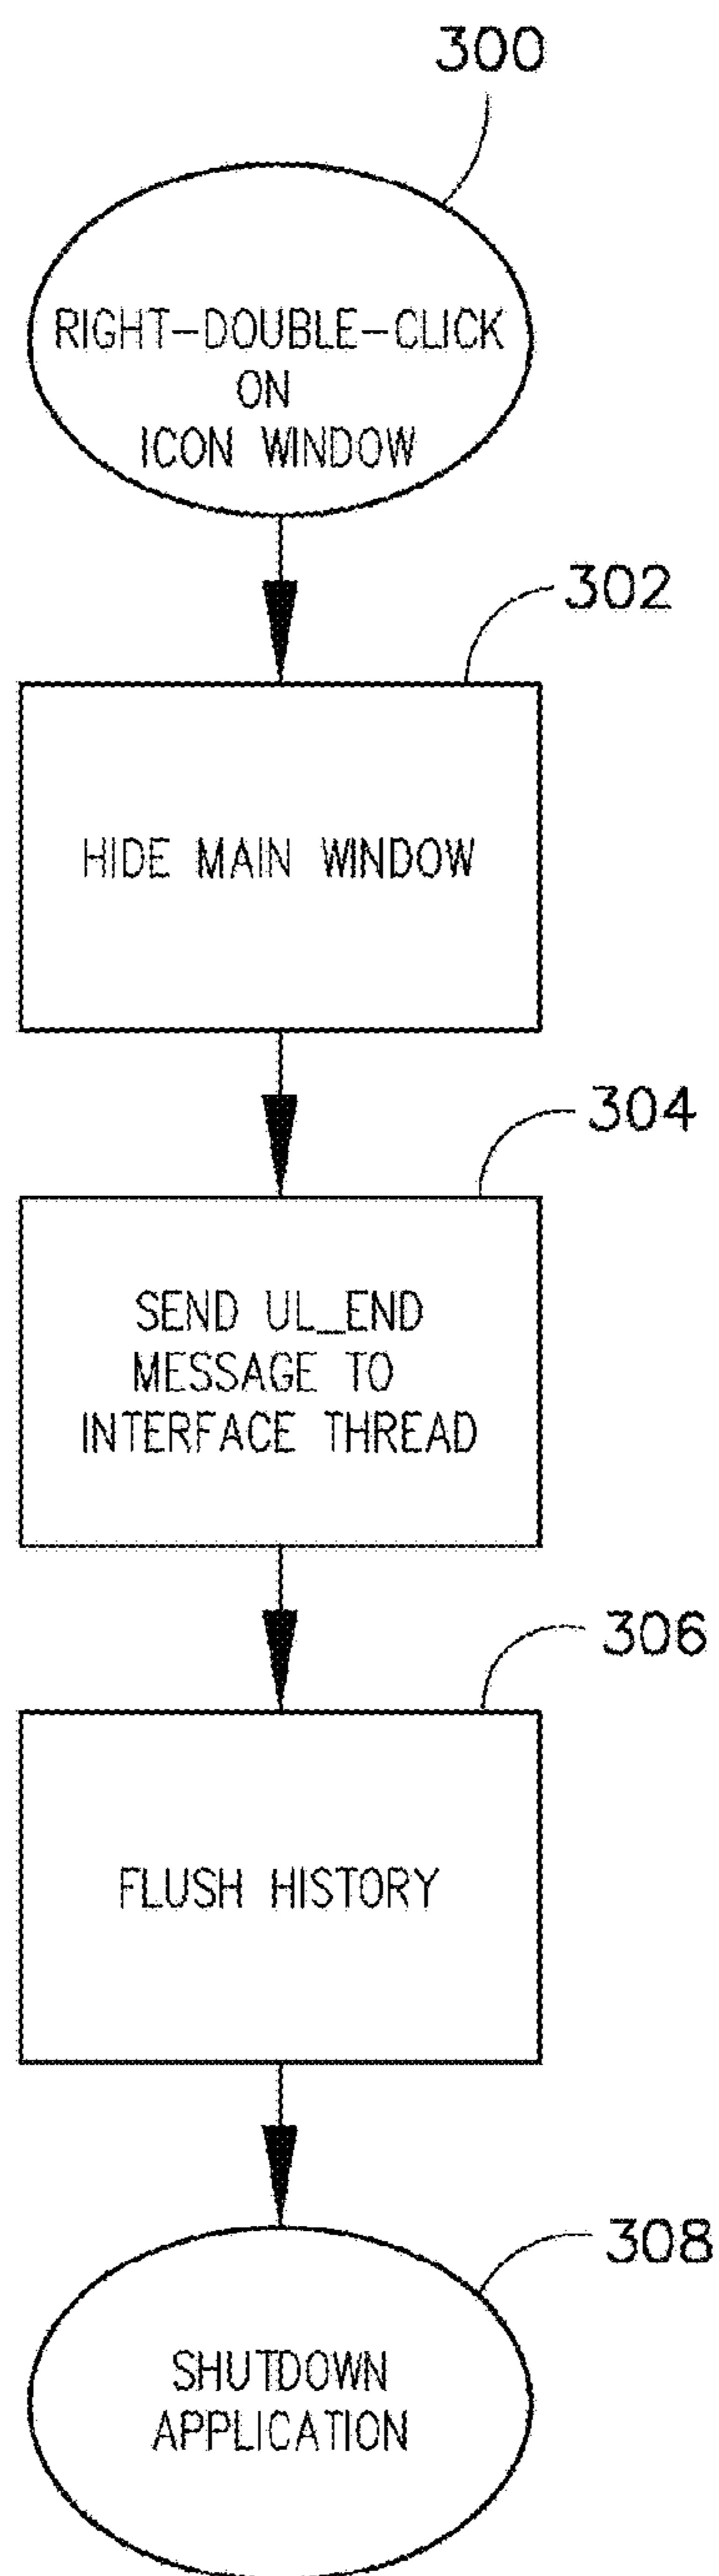 300
RIGHT-DOUBLE-CLICK
ON
ICON WINDOW
302
HIDE MAIN WINDOW
304
SEND UL_END
MESSAGE TO
INTERFACE THREAD
306
FLUSH HISTORY
308
SHUTDOWN
APPLICATION